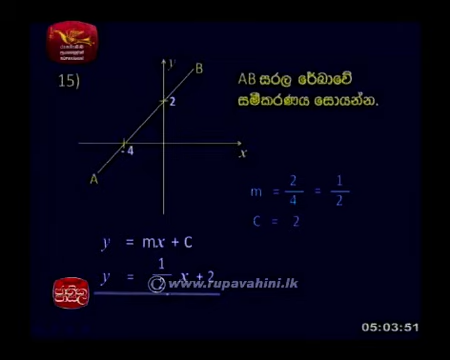 15)
y
B
2
- 4
x
A
AB සරල රේඛාවේ
සමීකරණය සොයන්න.
m = 2/4 = 1/2
C = 2
y = mx + C
y = 1/2 x + 2
© www.rupavahini.lk
05:03:51